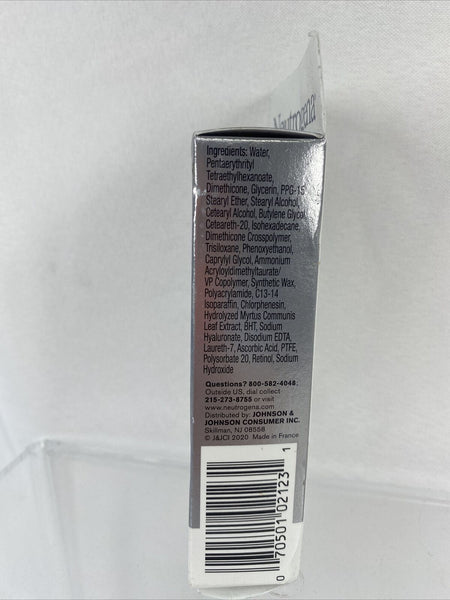 Neutrogena®
Ingredients: Water,
Pentaerythrityl
Tetraethylhexanoate,
Dimethicone, Glycerin, PPG-15
Stearyl Ether, Stearyl Alcohol,
Cetearyl Alcohol, Butylene Glycol,
Ceteareth-20, Isohexadecane,
Dimethicone Crosspolymer,
Trisiloxane, Phenoxyethanol,
Caprylyl Glycol, Ammonium
Acryloyldimethyltaurate/
VP Copolymer, Synthetic Wax,
Polyacrylamide, C13-14
Isoparaffin, Chlorphenesin,
Hydrolyzed Myrtus Communis
Leaf Extract, BHT, Sodium
Hyaluronate, Disodium EDTA,
Laureth-7, Ascorbic Acid, PTFE,
Polysorbate 20, Retinol, Sodium
Hydroxide
Questions? 800-582-4048;
Outside US, dial collect
215-273-8755 or visit
www.neutrogena.com
Distributed by: JOHNSON &
JOHNSON CONSUMER INC.
Skillman, NJ 08558
© J&JCI 2020 Made in France
0 70501 02123 1